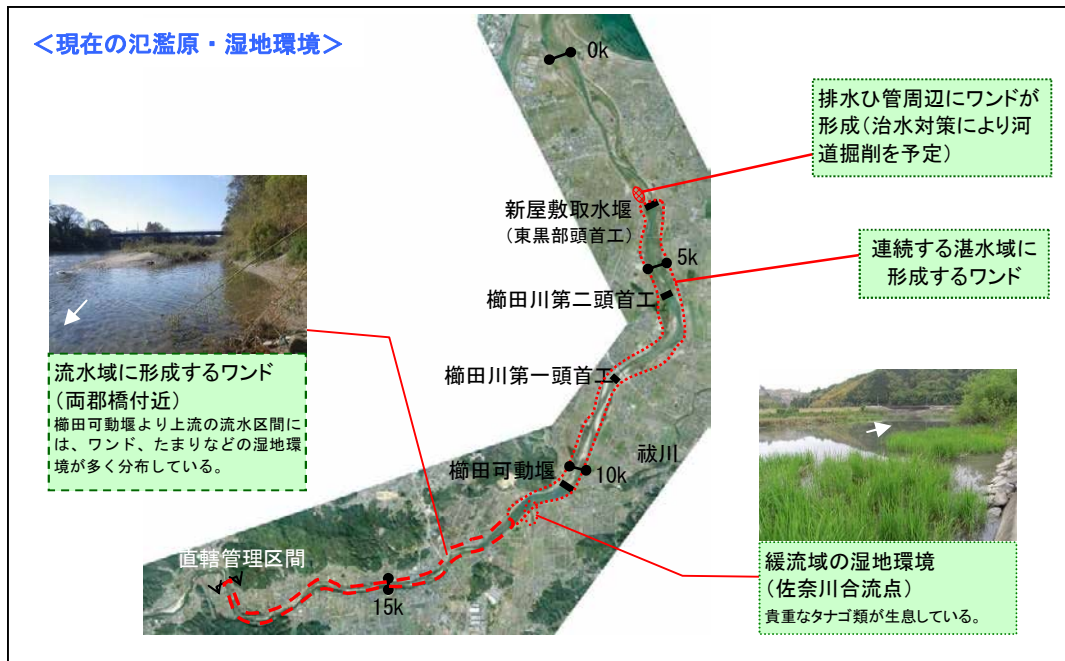 ＜現在の氾濫原・湿地環境＞
0k
排水ひ管周辺にワンドが
形成（治水対策により河
道掘削を予定）
新屋敷取水堰
（東黒部頭首工）
5k
連続する湛水域に
形成するワンド
櫛田川第二頭首工
櫛田川第一頭首工
流水域に形成するワンド
（両郡橋付近）
櫛田可動堰より上流の流水区間に
は、ワンド、たまりなどの湿地環
境が多く分布している。
祓川
櫛田可動堰
10k
直轄管理区間
15k
緩流域の湿地環境
（佐奈川合流点）
貴重なタナゴ類が生息している。